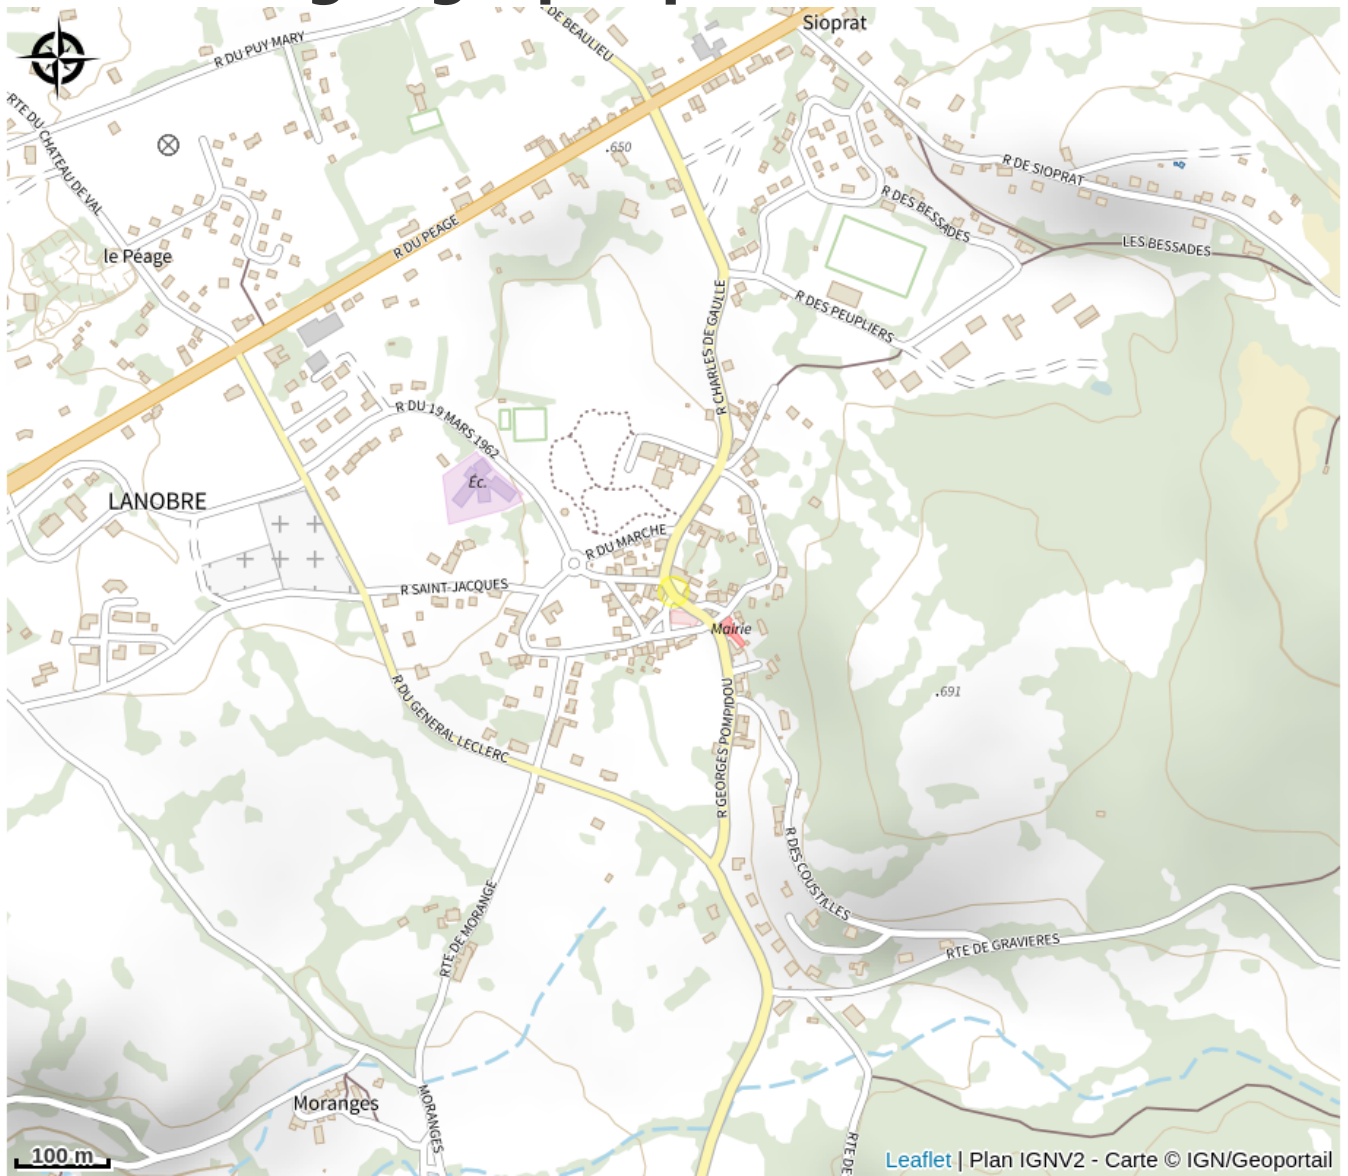 Sioprat
DE BEAULIEU
R DU PUY MARY
RTE DU CHATEAU DE VAL
.650
R DE SIOPRAT
R DES BESSADES
LES BESSADES
R DU PEAGE
le Péage
R DES PEUPLIERS
R CHARLES DE GAULLE
R DU 19 MARS 1962
Éc.
LANOBRE
R DU MARCHE
R SAINT-JACQUES
Mairie
.691
R DU GENERAL LECLERC
R GEORGES POMPIDOU
R DES COUSTILLES
RTE DE MORANGE
RTE DE GRAVIERES
Moranges
MORANGES
RTE DE
100 m
Leaflet | Plan IGNV2 - Carte © IGN/Geoportail